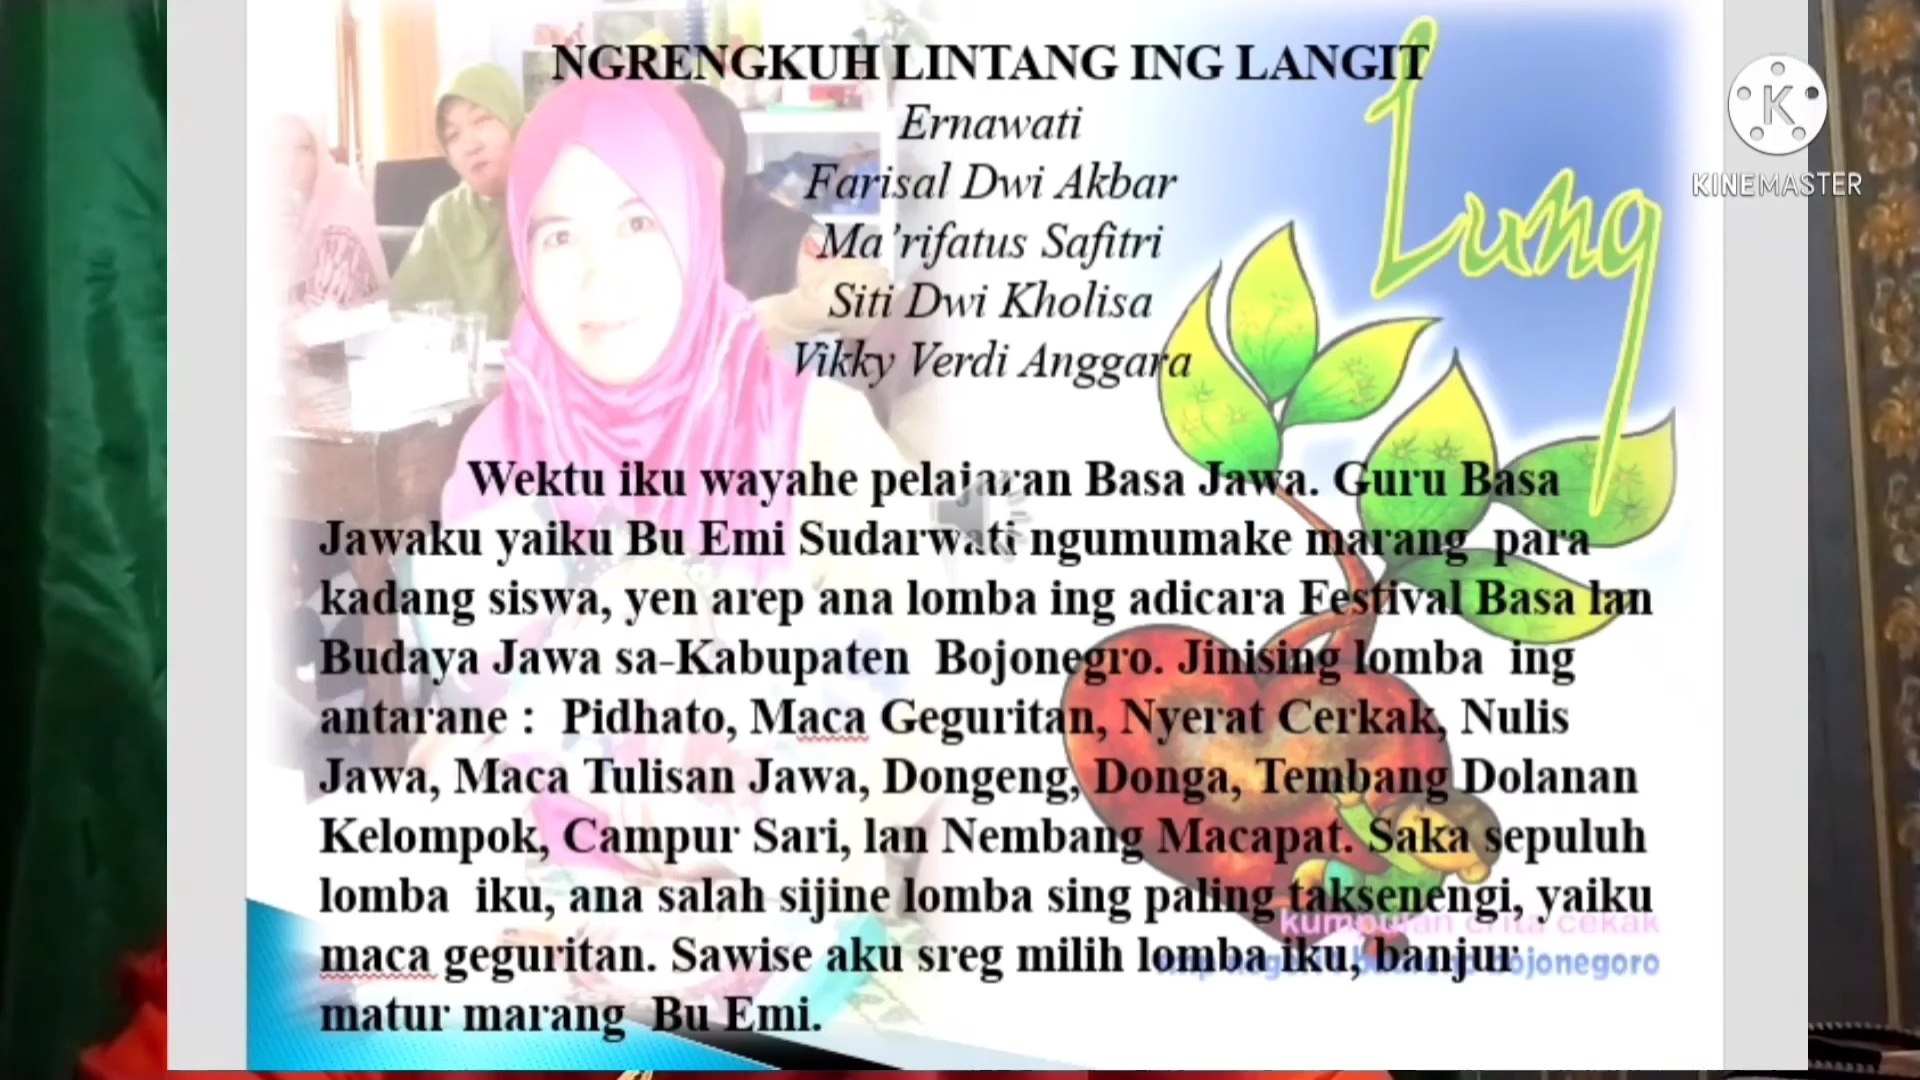 NGRENGKUH LINTANG ING LANGIT
Ernawati
Farisal Dwi Akbar
Ma'rifatus Safitri
Siti Dwi Kholisa
Vikky Verdi Anggara
Lung
KINEMASTER
Wektu iku wayahe pelajaran Basa Jawa. Guru Basa
Jawaku yaiku Bu Emi Sudarwati ngumumake marang para
kadang siswa, yen arep ana lomba ing adicara Festival Basa lan
Budaya Jawa sa-Kabupaten Bojonegro. Jinising lomba ing
antarane : Pidhato, Maca Geguritan, Nyerat Cerkak, Nulis
Jawa, Maca Tulisan Jawa, Dongeng, Donga, Tembang Dolanan
Kelompok, Campur Sari, lan Nembang Macapat. Saka sepuluh
lomba iku, ana salah sijine lomba sing paling taksenengi, yaiku
kumpulan crita cekak
maca geguritan. Sawise aku sreg milih lomba iku, banjur
bojonegoro
matur marang Bu Emi.